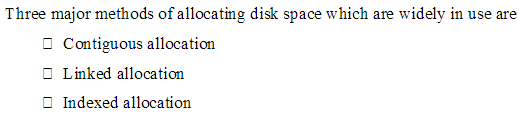 Three major methods of allocating disk space which are widely in use are
□ Contiguous allocation
□ Linked allocation
□ Indexed allocation